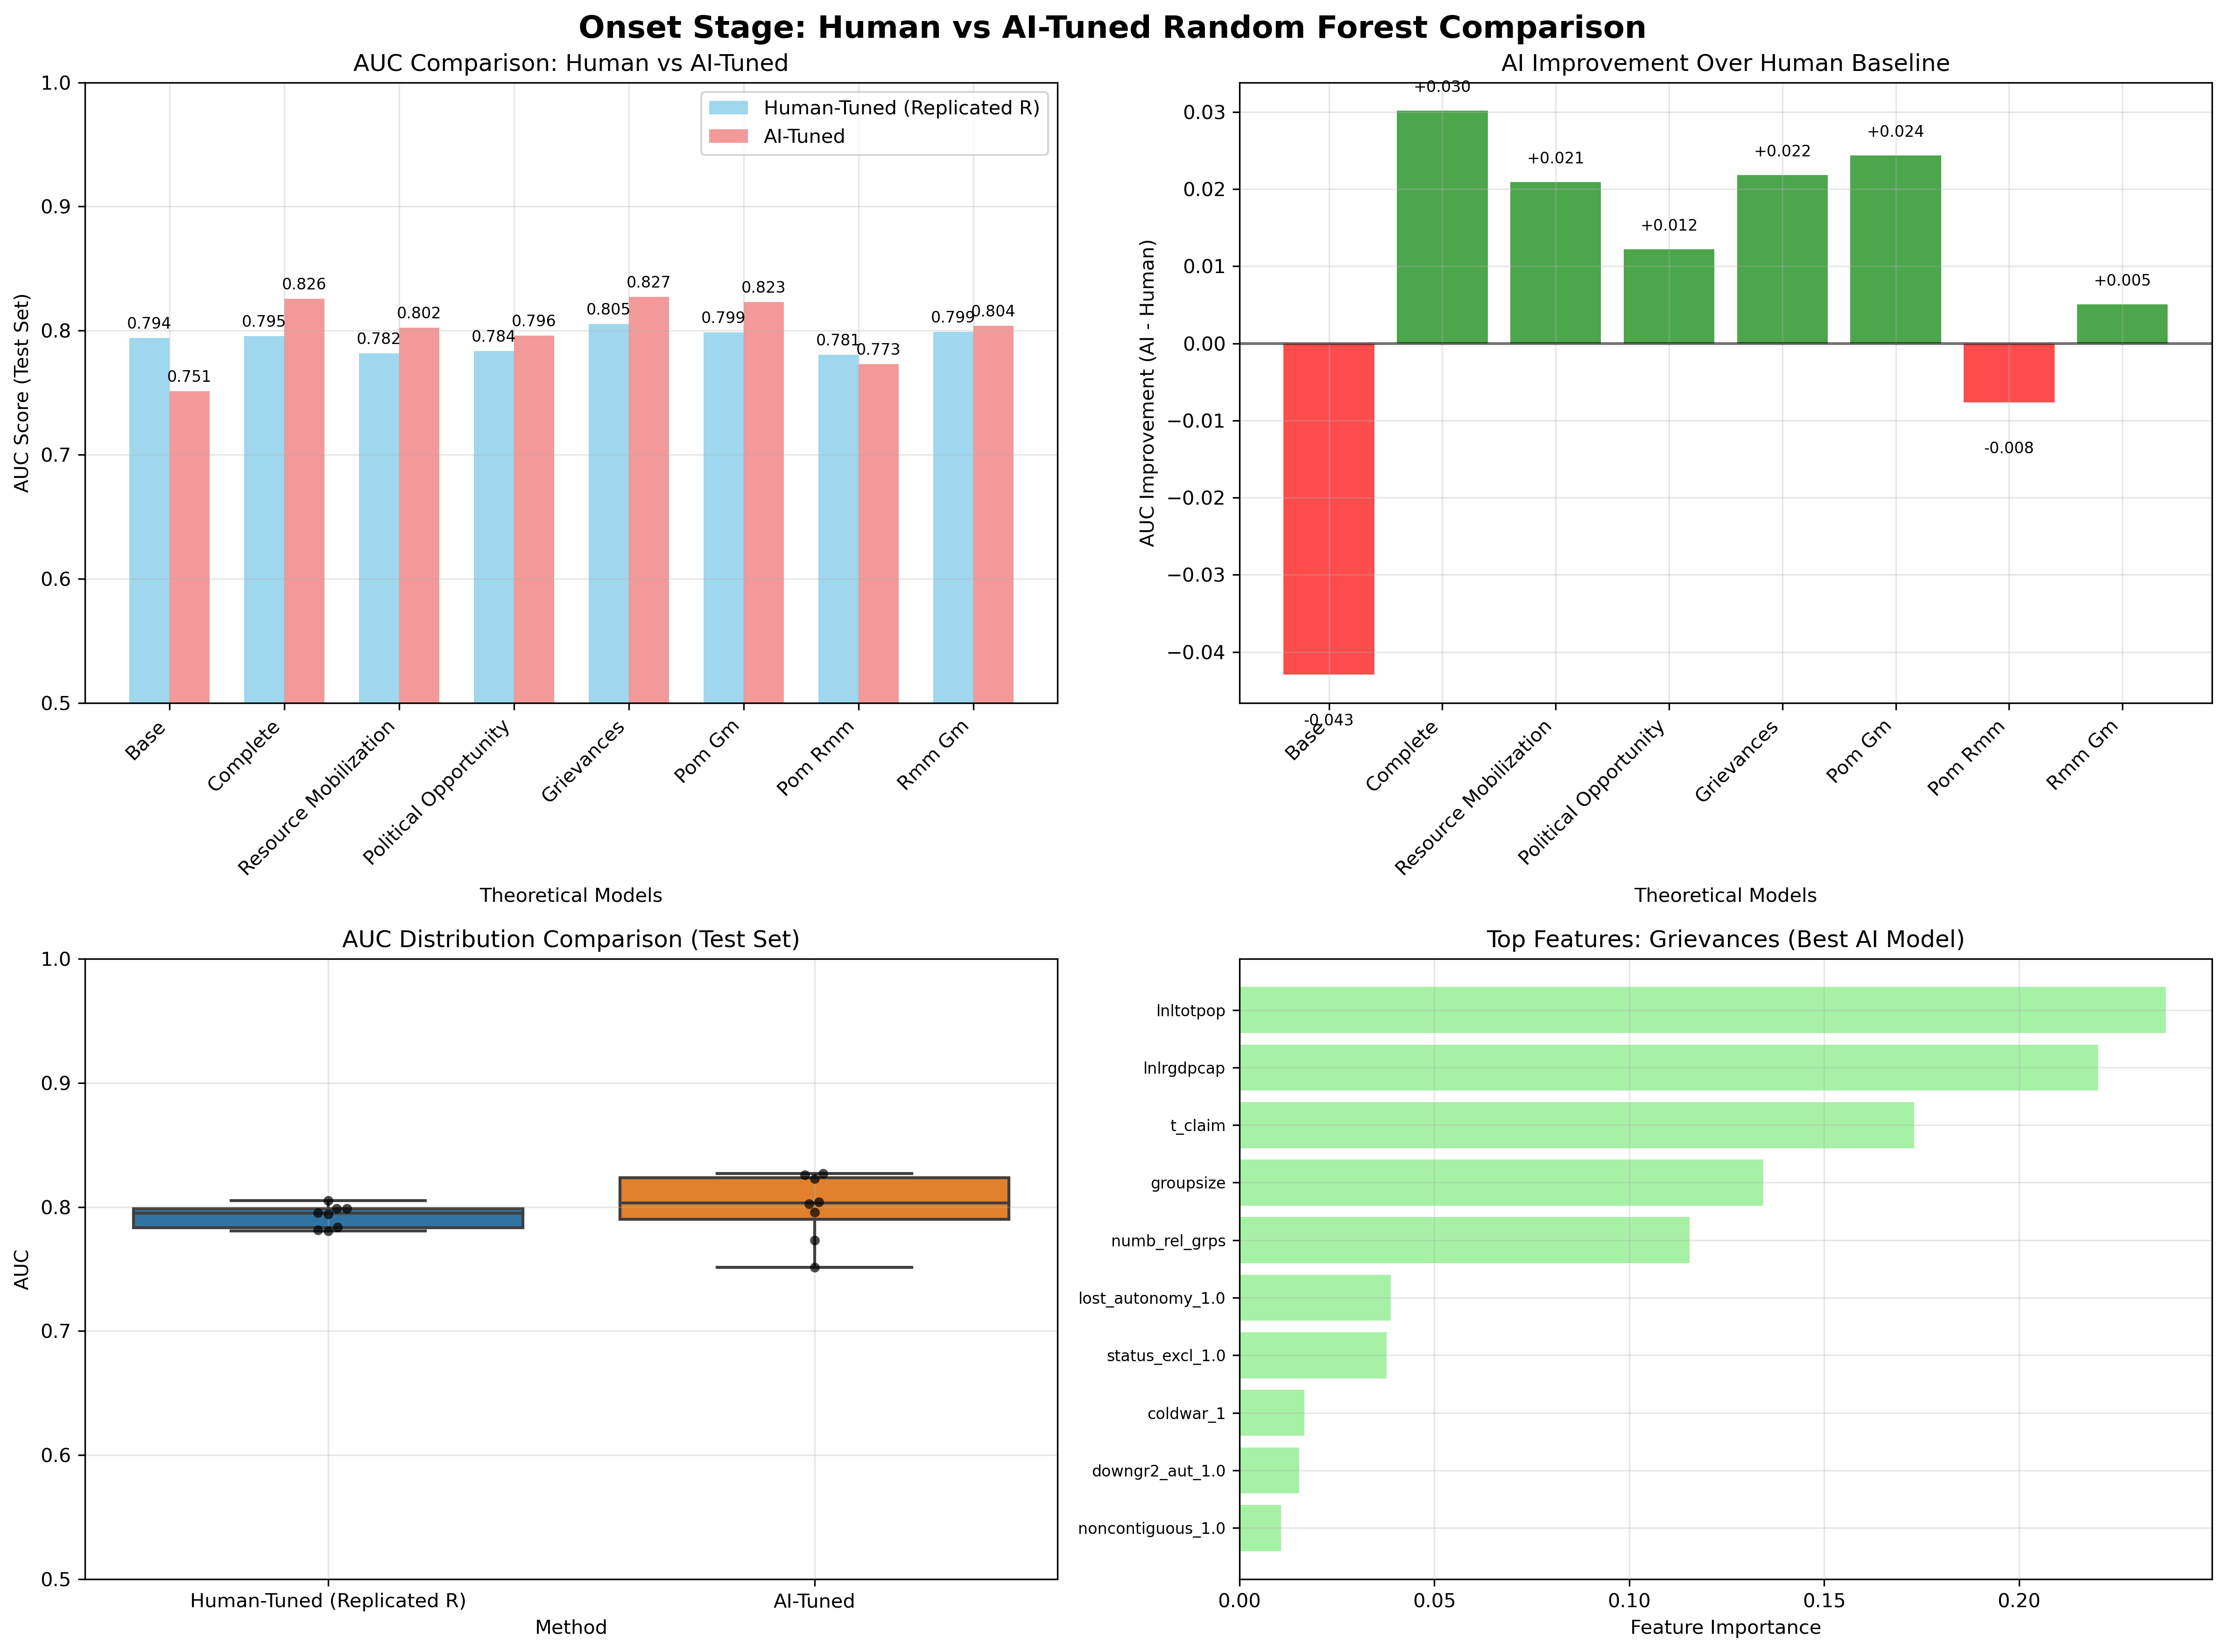 Onset Stage: Human vs AI-Tuned Random Forest Comparison
AUC Comparison: Human vs AI-Tuned
AUC Score (Test Set)
1.0
0.9
0.8
0.7
0.6
0.5
Human-Tuned (Replicated R)
AI-Tuned
0.794
0.751
0.795
0.826
0.782
0.802
0.784
0.796
0.805
0.827
0.799
0.823
0.781
0.773
0.799
0.804
Base
Complete
Resource Mobilization
Political Opportunity
Grievances
Pom Gm
Pom Rmm
Rmm Gm
Theoretical Models
AI Improvement Over Human Baseline
AUC Improvement (AI - Human)
0.03
0.02
0.01
0.00
−0.01
−0.02
−0.03
−0.04
-0.043
+0.030
+0.021
+0.012
+0.022
+0.024
-0.008
+0.005
Base
Complete
Resource Mobilization
Political Opportunity
Grievances
Pom Gm
Pom Rmm
Rmm Gm
Theoretical Models
AUC Distribution Comparison (Test Set)
AUC
1.0
0.9
0.8
0.7
0.6
0.5
Human-Tuned (Replicated R)
AI-Tuned
Method
Top Features: Grievances (Best AI Model)
lnltotpop
lnlrgdpcap
t_claim
groupsize
numb_rel_grps
lost_autonomy_1.0
status_excl_1.0
coldwar_1
downgr2_aut_1.0
noncontiguous_1.0
0.00
0.05
0.10
0.15
0.20
Feature Importance